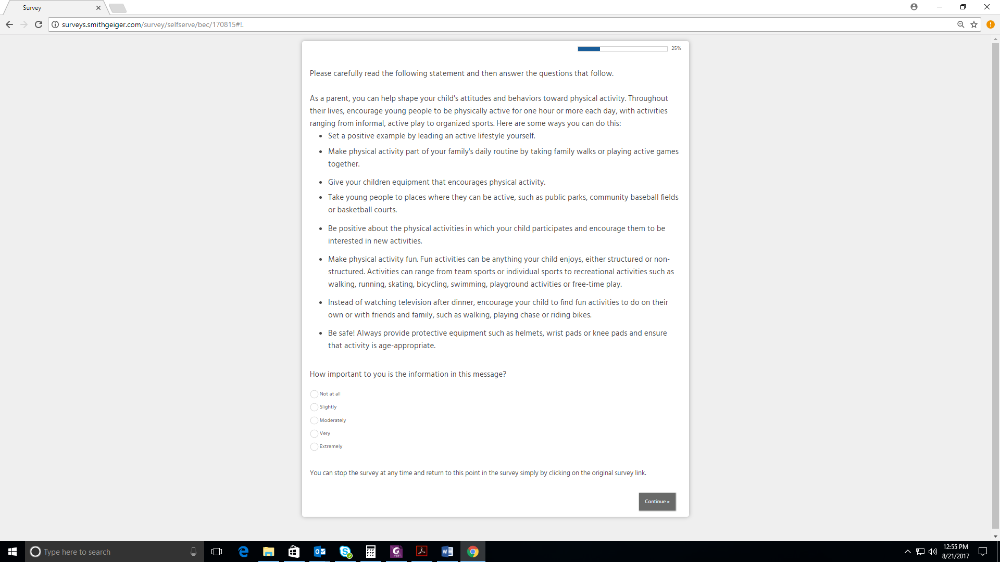 Survey
surveys.smithgeiger.com/survey/selfserve/bec/170815#!.
25%
Please carefully read the following statement and then answer the questions that follow.
As a parent, you can help shape your child's attitudes and behaviors toward physical activity. Throughout
their lives, encourage young people to be physically active for one hour or more each day, with activities
ranging from informal, active play to organized sports. Here are some ways you can do this:
• Set a positive example by leading an active lifestyle yourself.
• Make physical activity part of your family's daily routine by taking family walks or playing active games
together.
• Give your children equipment that encourages physical activity.
• Take young people to places where they can be active, such as public parks, community baseball fields
or basketball courts.
• Be positive about the physical activities in which your child participates and encourage them to be
interested in new activities.
• Make physical activity fun. Fun activities can be anything your child enjoys, either structured or non-
structured. Activities can range from team sports or individual sports to recreational activities such as
walking, running, skating, bicycling, swimming, playground activities or free-time play.
• Instead of watching television after dinner, encourage your child to find fun activities to do on their
own or with friends and family, such as walking, playing chase or riding bikes.
• Be safe! Always provide protective equipment such as helmets, wrist pads or knee pads and ensure
that activity is age-appropriate.
How important to you is the information in this message?
Not at all
Slightly
Moderately
Very
Extremely
You can stop the survey at any time and return to this point in the survey simply by clicking on the original survey link.
Continue »
Type here to search
12:55 PM
8/21/2017